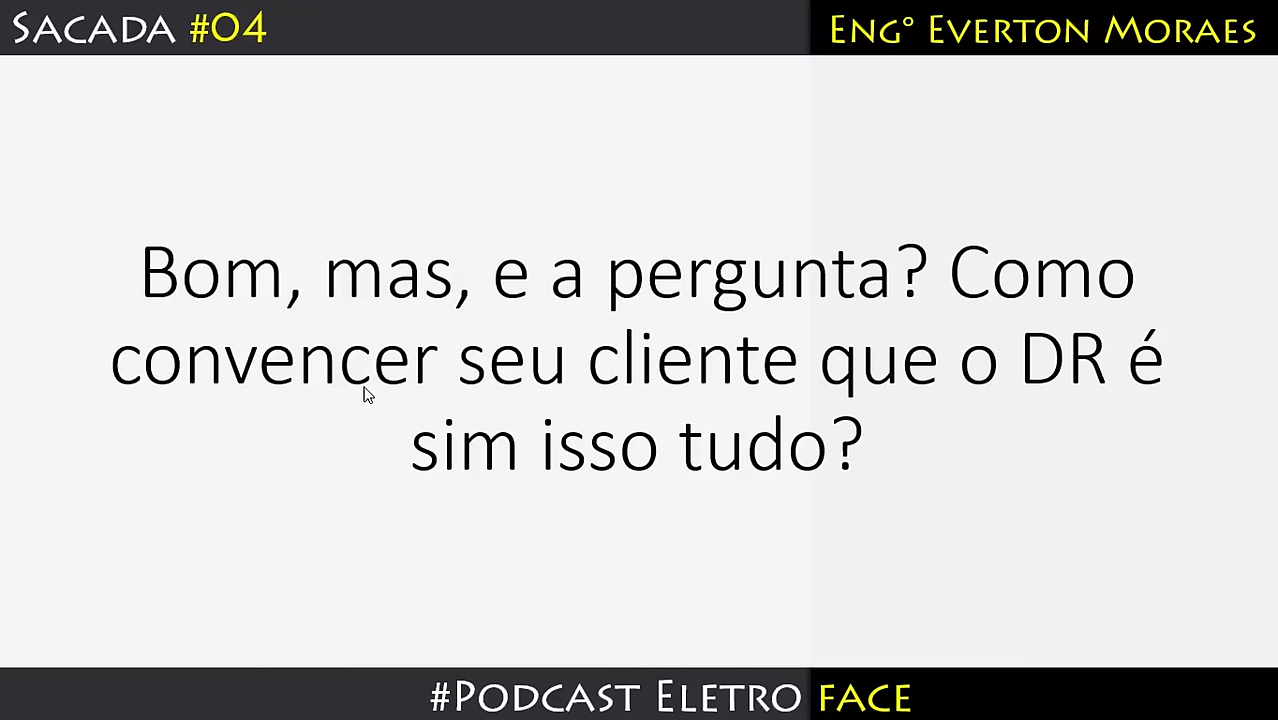 SACADA #04
ENG° EVERTON MORAES
Bom, mas, e a pergunta? Como
convencer seu cliente que o DR é
sim isso tudo?
#PODCAST ELETRO FACE